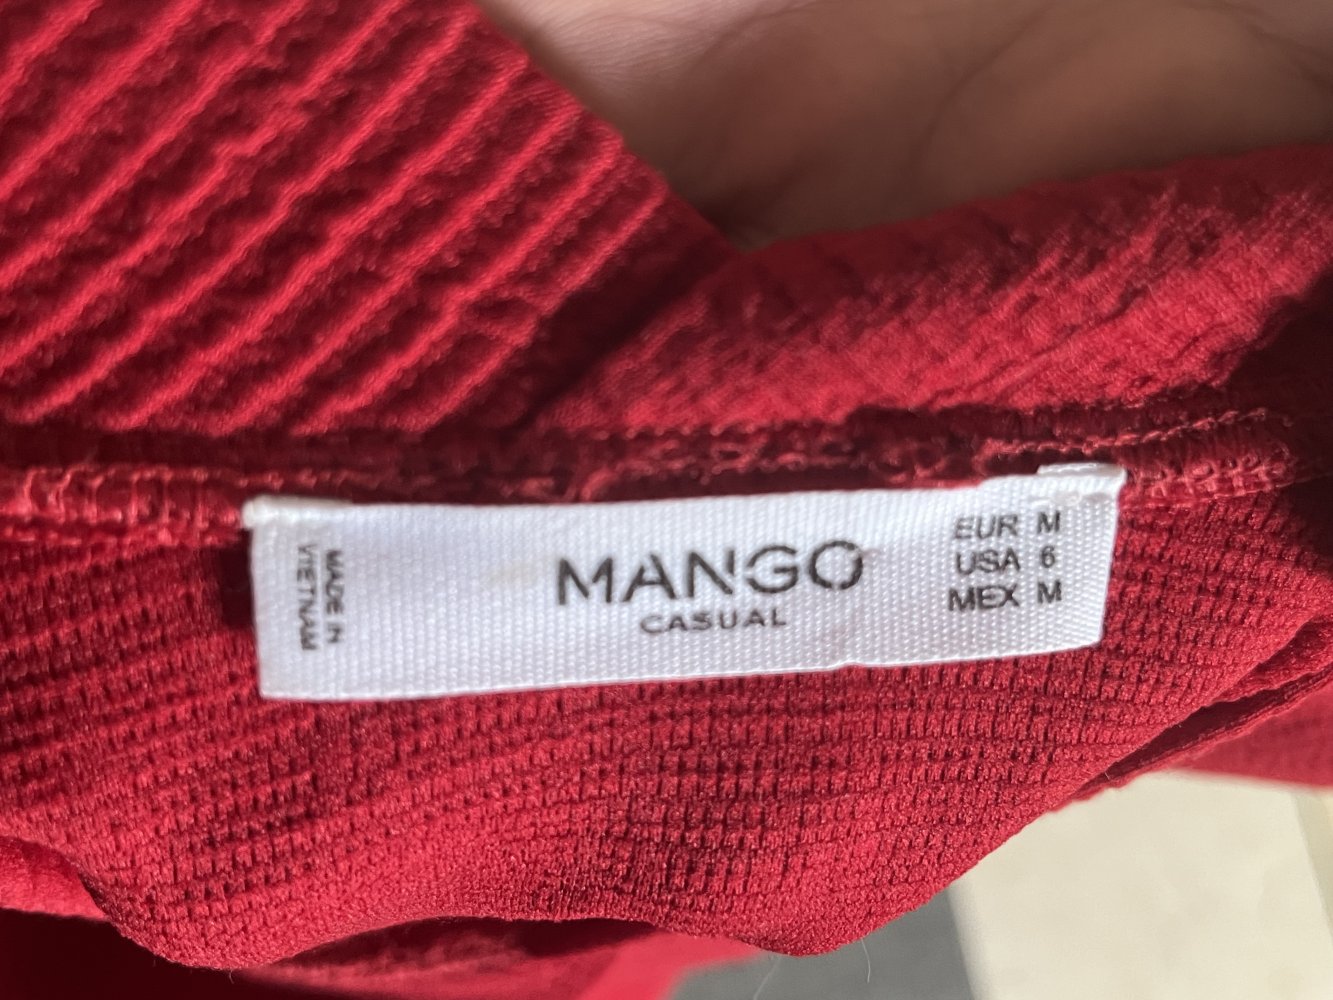 MADE IN
VIETNAM
MANGO
CASUAL
EUR M
USA 6
MEX M